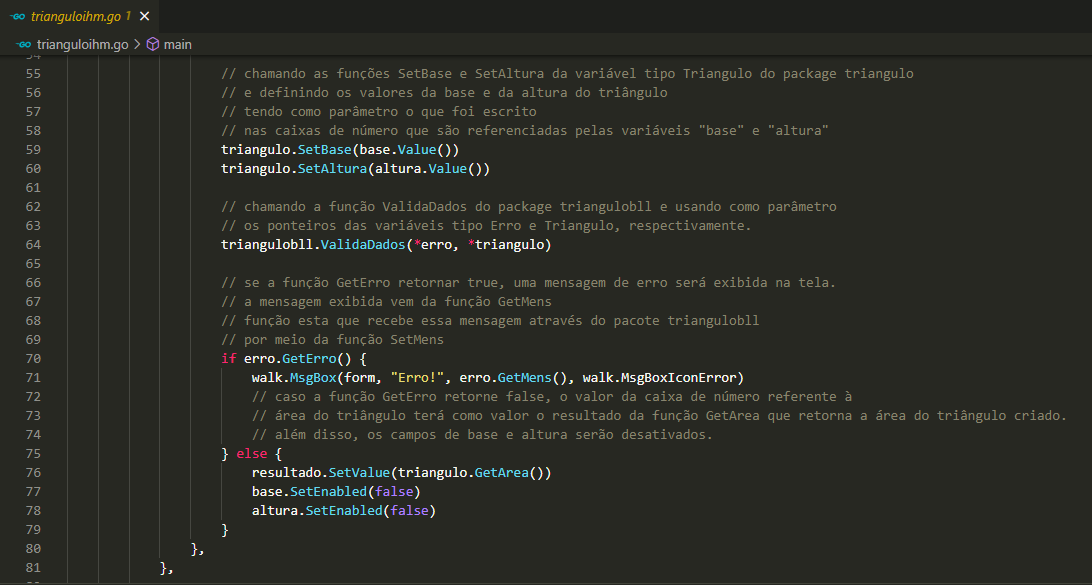 trianguloihm.go 1
trianguloihm.go > main
54
55 // chamando as funções SetBase e SetAltura da variável tipo Triangulo do package triangulo
56 // e definindo os valores da base e da altura do triângulo
57 // tendo como parâmetro o que foi escrito
58 // nas caixas de número que são referenciadas pelas variáveis "base" e "altura"
59 triangulo.SetBase(base.Value())
60 triangulo.SetAltura(altura.Value())
61
62 // chamando a função ValidaDados do package triangulobll e usando como parâmetro
63 // os ponteiros das variáveis tipo Erro e Triangulo, respectivamente.
64 triangulobll.ValidaDados(*erro, *triangulo)
65
66 // se a função GetErro retornar true, uma mensagem de erro será exibida na tela.
67 // a mensagem exibida vem da função GetMens
68 // função esta que recebe essa mensagem através do pacote triangulobll
69 // por meio da função SetMens
70 if erro.GetErro() {
71 walk.MsgBox(form, "Erro!", erro.GetMens(), walk.MsgBoxIconError)
72 // caso a função GetErro retorne false, o valor da caixa de número referente à
73 // área do triângulo terá como valor o resultado da função GetArea que retorna a área do triângulo criado.
74 // além disso, os campos de base e altura serão desativados.
75 } else {
76 resultado.SetValue(triangulo.GetArea())
77 base.SetEnabled(false)
78 altura.SetEnabled(false)
79 }
80 },
81 },